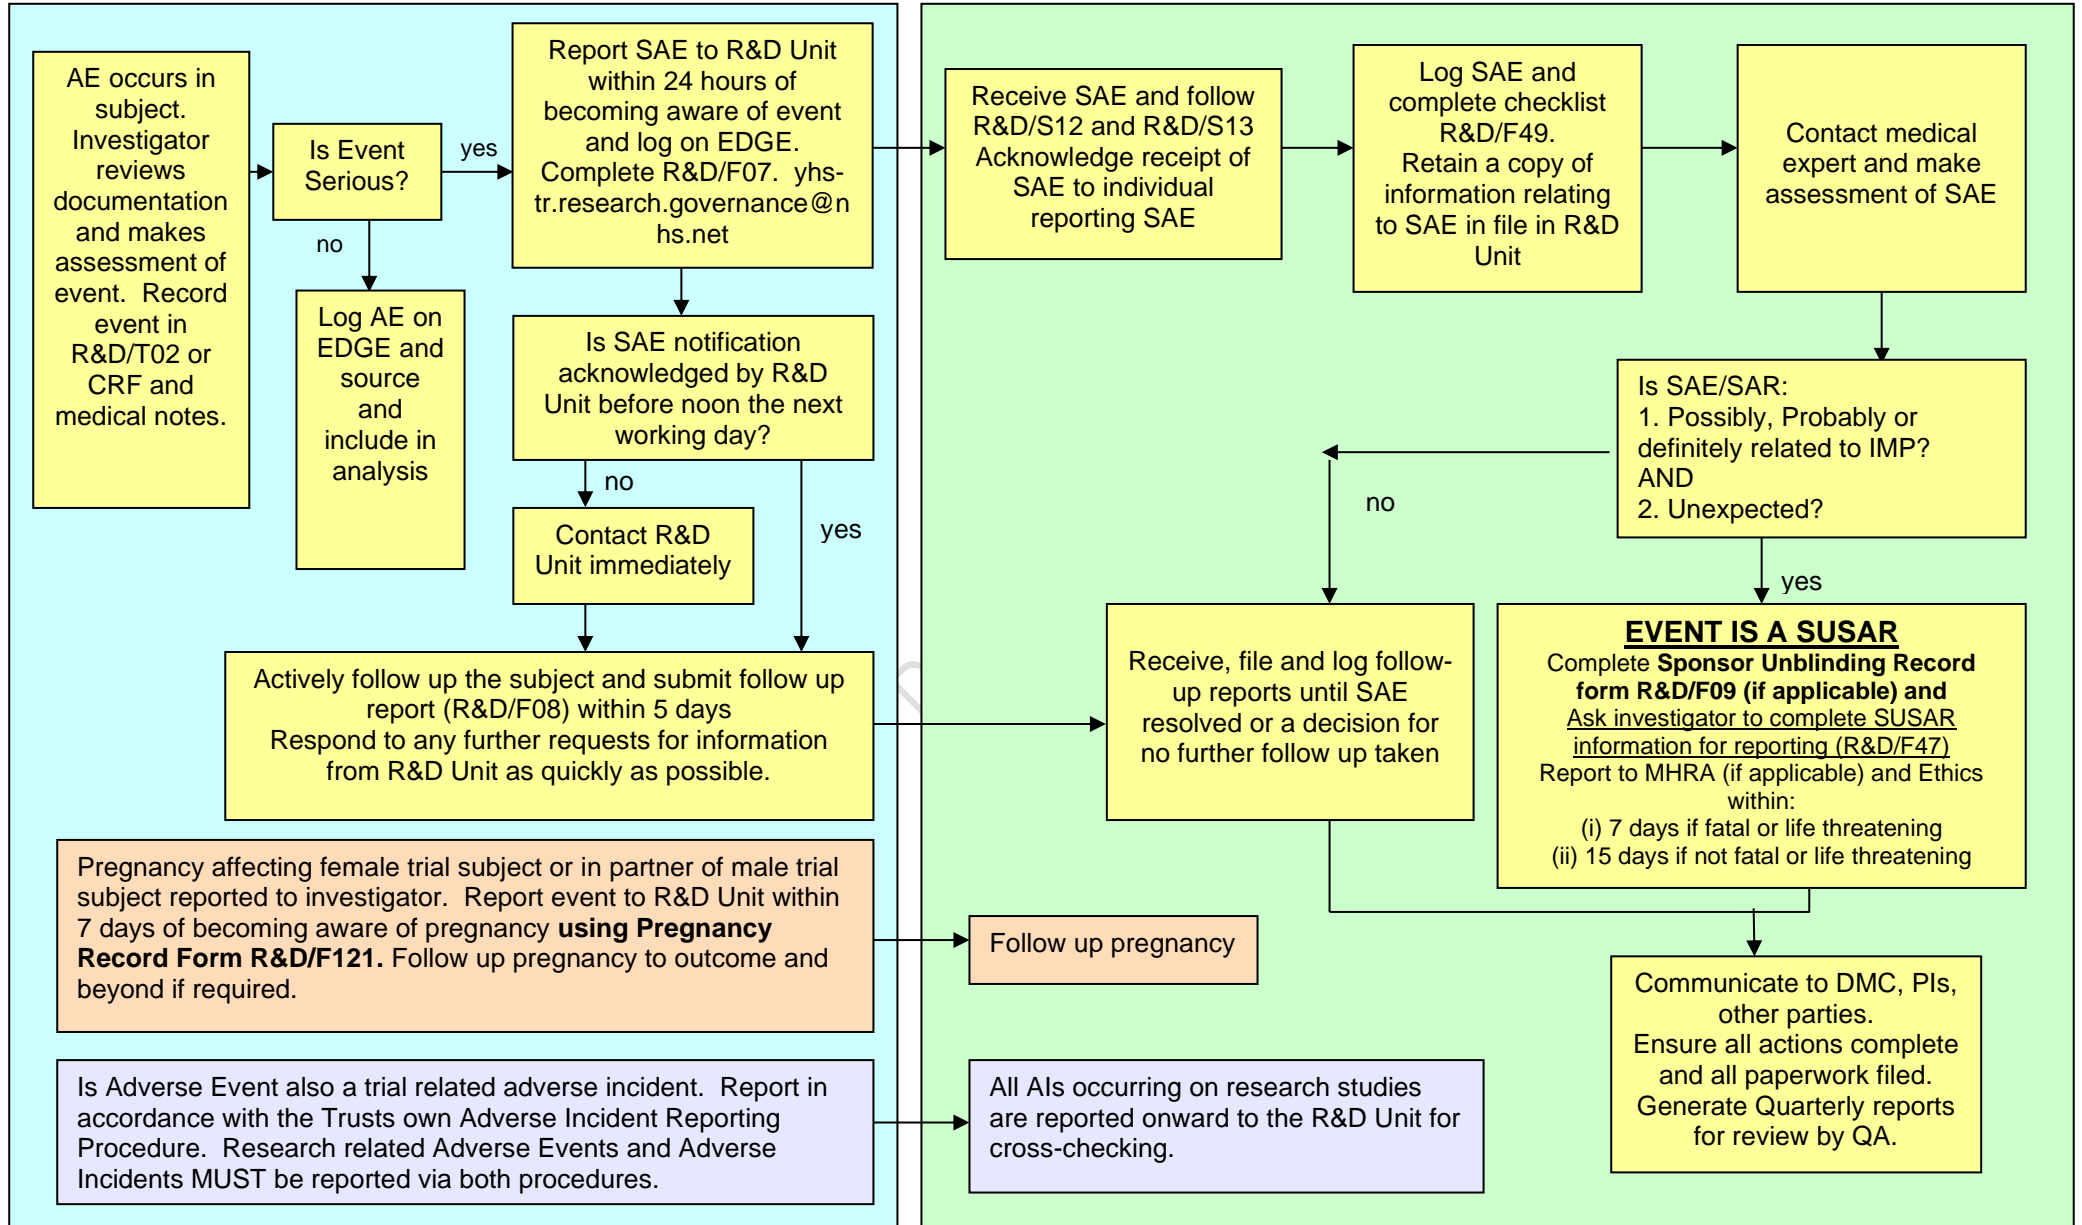 AE occurs in
subject.
Investigator
reviews
documentation
and makes
assessment of
event. Record
event in
R&D/T02 or
CRF and
medical notes.
Is Event
Serious?
yes
no
Log AE on
EDGE and
source
and
include in
analysis
Report SAE to R&D Unit
within 24 hours of
becoming aware of event
and log on EDGE.
Complete R&D/F07. yhs-
tr.research.governance@n
hs.net
Is SAE notification
acknowledged by R&D
Unit before noon the next
working day?
no
yes
Contact R&D
Unit immediately
Actively follow up the subject and submit follow up
report (R&D/F08) within 5 days
Respond to any further requests for information
from R&D Unit as quickly as possible.
Pregnancy affecting female trial subject or in partner of male trial
subject reported to investigator. Report event to R&D Unit within
7 days of becoming aware of pregnancy using Pregnancy
Record Form R&D/F121. Follow up pregnancy to outcome and
beyond if required.
Is Adverse Event also a trial related adverse incident. Report in
accordance with the Trusts own Adverse Incident Reporting
Procedure. Research related Adverse Events and Adverse
Incidents MUST be reported via both procedures.
Receive SAE and follow
R&D/S12 and R&D/S13
Acknowledge receipt of
SAE to individual
reporting SAE
Log SAE and
complete checklist
R&D/F49.
Retain a copy of
information relating
to SAE in file in R&D
Unit
Contact medical
expert and make
assessment of SAE
Is SAE/SAR:
1. Possibly, Probably or
definitely related to IMP?
AND
2. Unexpected?
no
yes
Receive, file and log follow-
up reports until SAE
resolved or a decision for
no further follow up taken
EVENT IS A SUSAR
Complete Sponsor Unblinding Record
form R&D/F09 (if applicable) and
Ask investigator to complete SUSAR
information for reporting (R&D/F47)
Report to MHRA (if applicable) and Ethics
within:
(i) 7 days if fatal or life threatening
(ii) 15 days if not fatal or life threatening
Follow up pregnancy
Communicate to DMC, PIs,
other parties.
Ensure all actions complete
and all paperwork filed.
Generate Quarterly reports
for review by QA.
All AIs occurring on research studies
are reported onward to the R&D Unit for
cross-checking.